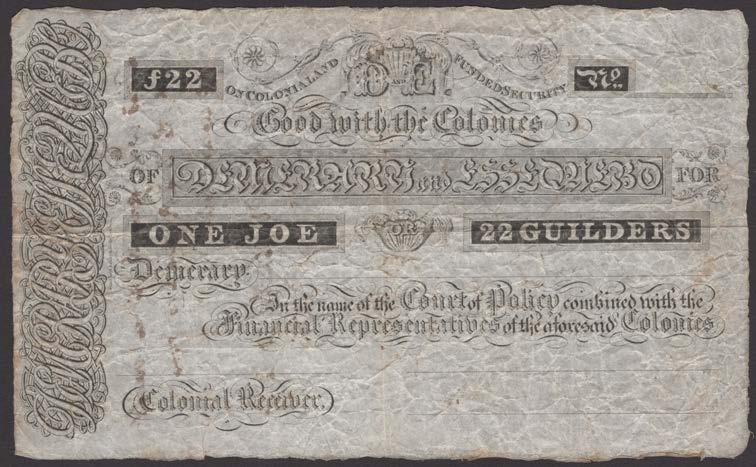 ƒ22
ON COLONIAL AND D AND E FUNDED SECURITY
No.
Good with the Colonies
OF DEMERARY and ESSEQUEBO FOR
ONE JOE OR 22 GUILDERS
Demerary,
In the name of the Court of Policy combined with the
Financial Representatives of the aforesaid Colonies
Colonial Receiver.